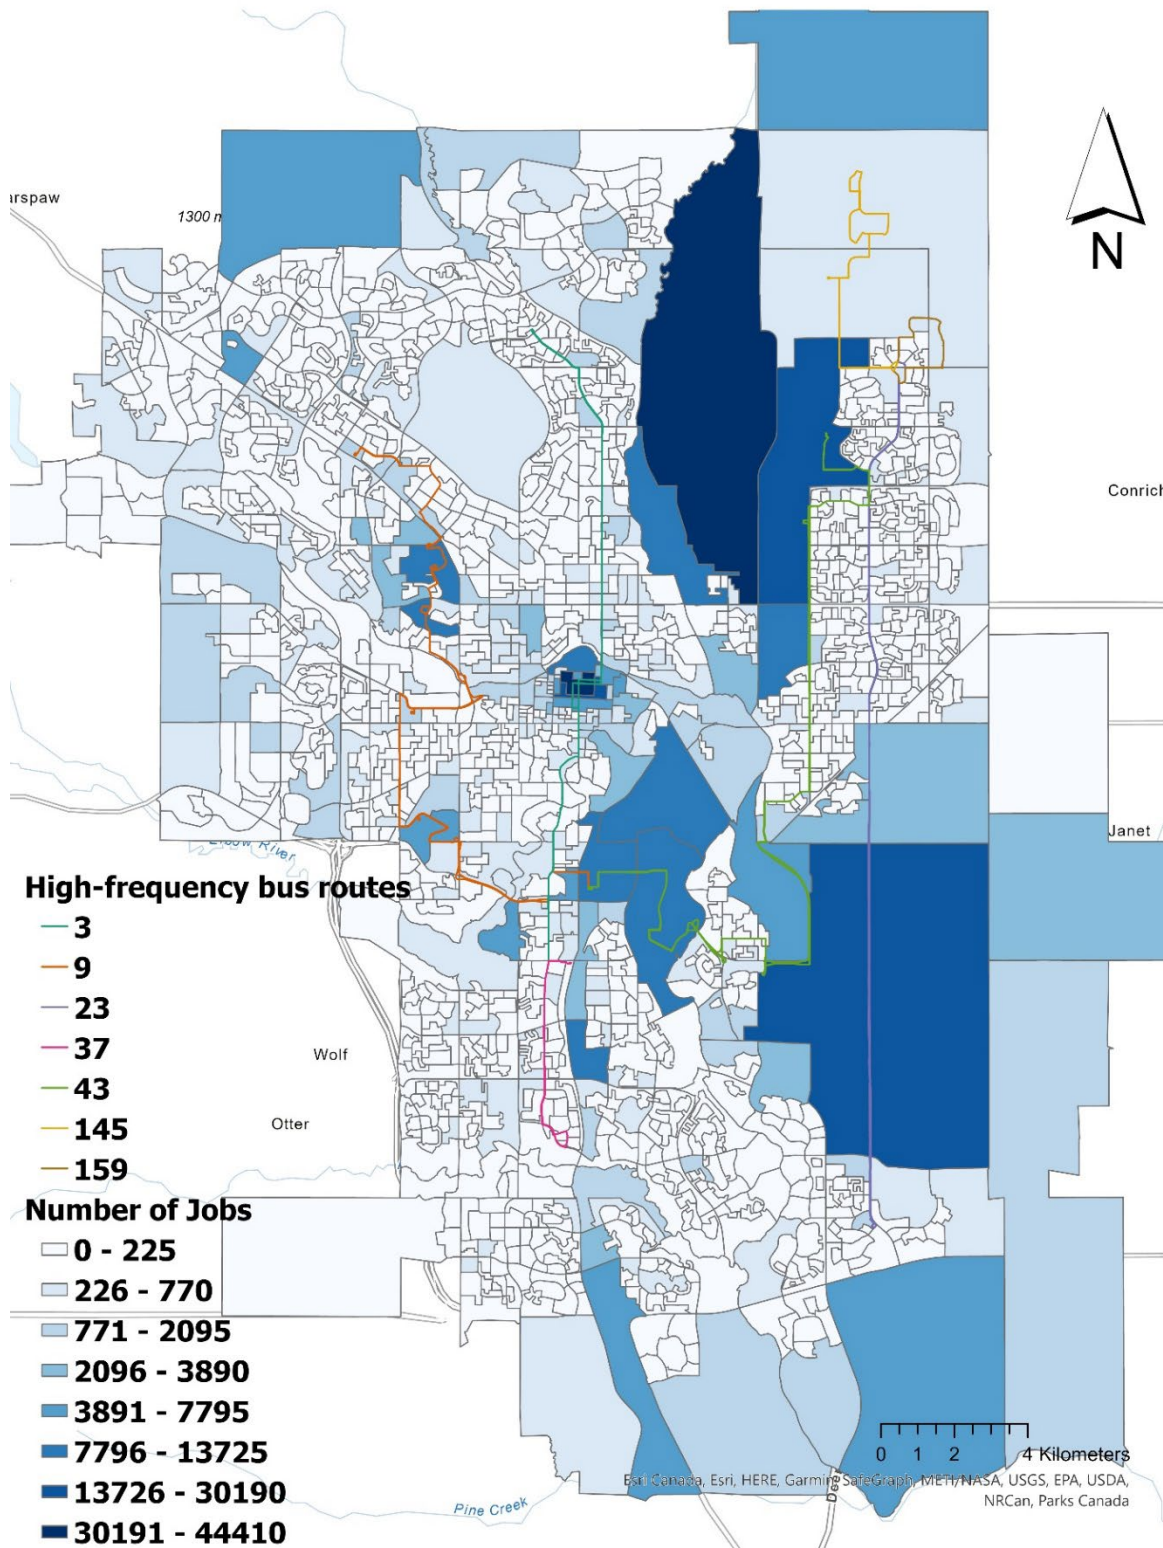 arspaw
1300 m
N
Conrich
Janet
Elbow River
High-frequency bus routes
3
9
23
37
43
145
159
Wolf
Otter
Number of Jobs
0 - 225
226 - 770
771 - 2095
2096 - 3890
3891 - 7795
7796 - 13725
13726 - 30190
30191 - 44410
0 1 2 4 Kilometers
Esri Canada, Esri, HERE, Garmin, SafeGraph, METI/NASA, USGS, EPA, USDA,
NRCan, Parks Canada
Pine Creek
Dee